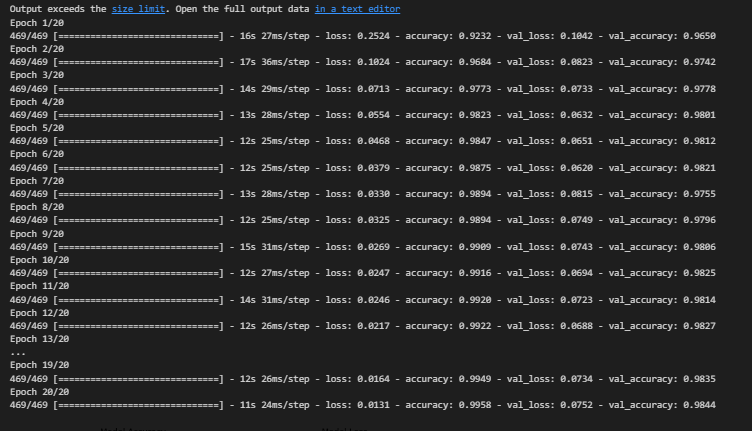 Output exceeds the size limit. Open the full output data in a text editor
Epoch 1/20
469/469 [==============================] - 16s 27ms/step - loss: 0.2524 - accuracy: 0.9232 - val_loss: 0.1042 - val_accuracy: 0.9650
Epoch 2/20
469/469 [==============================] - 17s 36ms/step - loss: 0.1024 - accuracy: 0.9684 - val_loss: 0.0823 - val_accuracy: 0.9742
Epoch 3/20
469/469 [==============================] - 14s 29ms/step - loss: 0.0713 - accuracy: 0.9773 - val_loss: 0.0733 - val_accuracy: 0.9778
Epoch 4/20
469/469 [==============================] - 13s 28ms/step - loss: 0.0554 - accuracy: 0.9823 - val_loss: 0.0632 - val_accuracy: 0.9801
Epoch 5/20
469/469 [==============================] - 12s 25ms/step - loss: 0.0468 - accuracy: 0.9847 - val_loss: 0.0651 - val_accuracy: 0.9812
Epoch 6/20
469/469 [==============================] - 12s 25ms/step - loss: 0.0379 - accuracy: 0.9875 - val_loss: 0.0620 - val_accuracy: 0.9821
Epoch 7/20
469/469 [==============================] - 13s 28ms/step - loss: 0.0330 - accuracy: 0.9894 - val_loss: 0.0815 - val_accuracy: 0.9755
Epoch 8/20
469/469 [==============================] - 12s 25ms/step - loss: 0.0325 - accuracy: 0.9894 - val_loss: 0.0749 - val_accuracy: 0.9796
Epoch 9/20
469/469 [==============================] - 15s 31ms/step - loss: 0.0269 - accuracy: 0.9909 - val_loss: 0.0743 - val_accuracy: 0.9806
Epoch 10/20
469/469 [==============================] - 12s 27ms/step - loss: 0.0247 - accuracy: 0.9916 - val_loss: 0.0694 - val_accuracy: 0.9825
Epoch 11/20
469/469 [==============================] - 14s 31ms/step - loss: 0.0246 - accuracy: 0.9920 - val_loss: 0.0723 - val_accuracy: 0.9814
Epoch 12/20
469/469 [==============================] - 12s 26ms/step - loss: 0.0217 - accuracy: 0.9922 - val_loss: 0.0688 - val_accuracy: 0.9827
Epoch 13/20
...
Epoch 19/20
469/469 [==============================] - 12s 26ms/step - loss: 0.0164 - accuracy: 0.9949 - val_loss: 0.0734 - val_accuracy: 0.9835
Epoch 20/20
469/469 [==============================] - 11s 24ms/step - loss: 0.0131 - accuracy: 0.9958 - val_loss: 0.0752 - val_accuracy: 0.9844